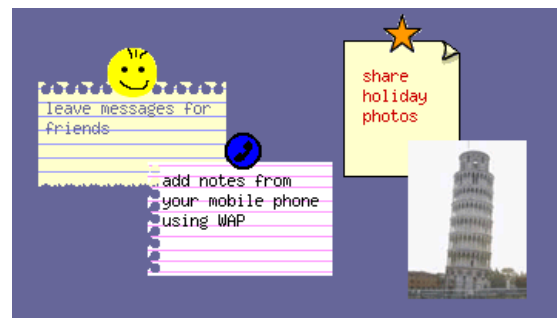 leave messages for
friends
add notes from
your mobile phone
using WAP
share
holiday
photos